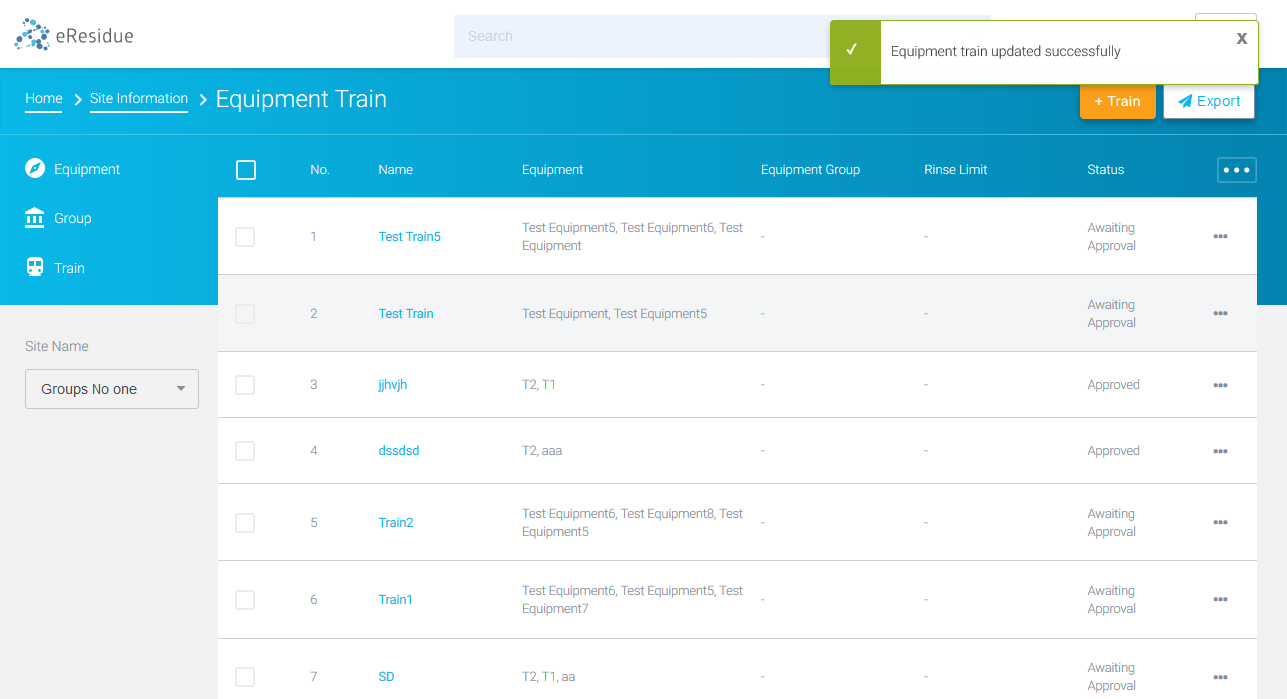 eResidue
Search
Equipment train updated successfully
X
Home
Site Information
Equipment Train
+ Train
Export
Equipment
Group
Train
Site Name
Groups No one
No.
Name
Equipment
Equipment Group
Rinse Limit
Status
1
Test Train5
Test Equipment5, Test Equipment6, Test
Equipment
-
-
Awaiting
Approval
2
Test Train
Test Equipment, Test Equipment5
-
-
Awaiting
Approval
3
jjhvjh
T2, T1
-
-
Approved
4
dssdsd
T2, aaa
-
-
Approved
5
Train2
Test Equipment6, Test Equipment8, Test
Equipment5
-
-
Awaiting
Approval
6
Train1
Test Equipment6, Test Equipment5, Test
Equipment7
-
-
Awaiting
Approval
7
SD
T2, T1, aa
-
-
Awaiting
Approval